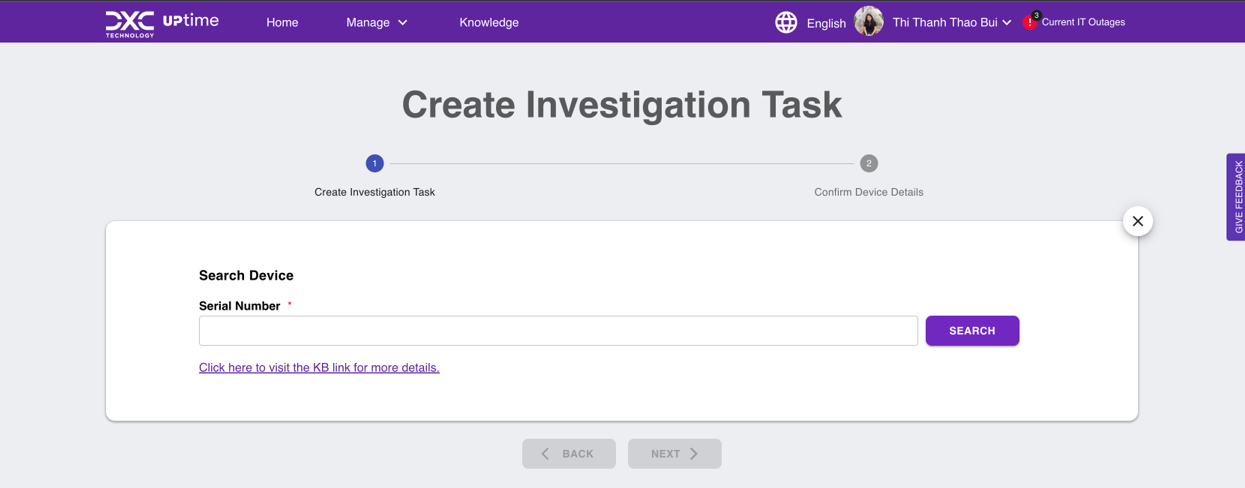 DXC TECHNOLOGY UPtime Home Manage Knowledge English Thi Thanh Thao Bui ! 3 Current IT Outages
Create Investigation Task
1 2
Create Investigation Task Confirm Device Details
GIVE FEEDBACK
Search Device
Serial Number *
SEARCH
Click here to visit the KB link for more details.
BACK NEXT